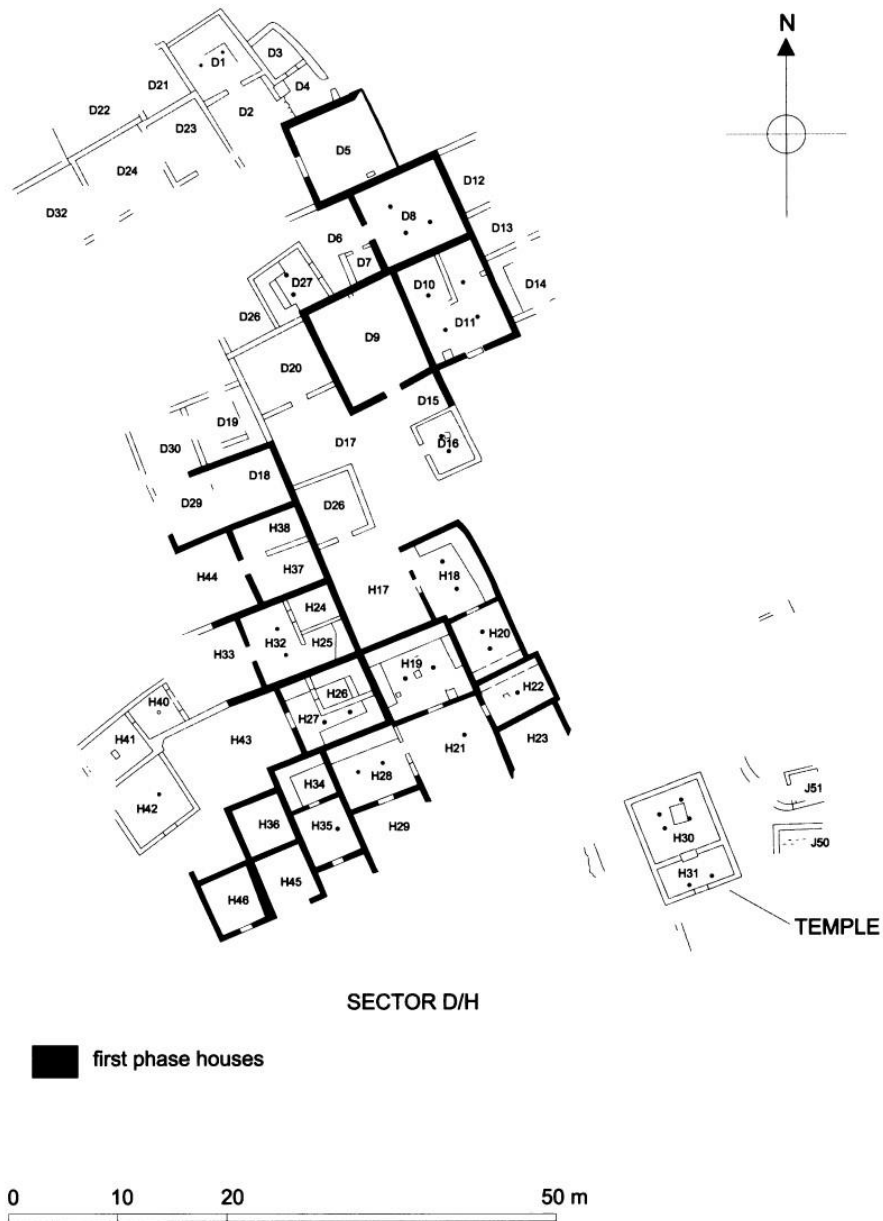 N
D3
D1
D4
D21
D22
D2
D23
D5
D24
D12
D32
D8
D13
D6
D7
D27
D10
D14
D26
D11
D9
D20
D15
D19
D17
D16
D30
D18
D29
D26
H38
H37
H44
H18
H17
H24
H32
H25
H20
H33
H19
H26
H22
H40
H27
H43
H21
H23
H41
H28
H34
J51
H42
H36
H35
H29
H30
J50
H31
H45
H46
TEMPLE
SECTOR D/H
first phase houses
0 10 20 50 m